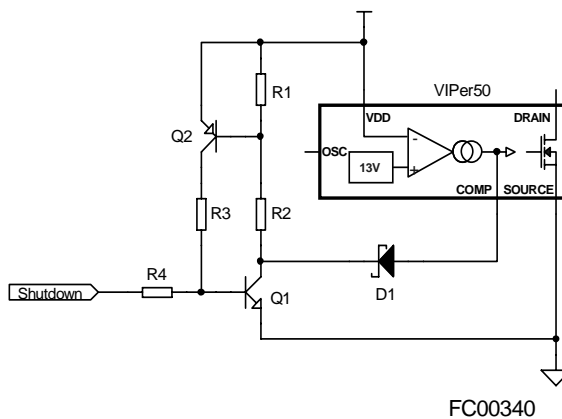 R1
VIPer50
VDD
DRAIN
Q2
OSC
-
13V
+
COMP
SOURCE
R3
R2
R4
Shutdown
Q1
D1
FC00340